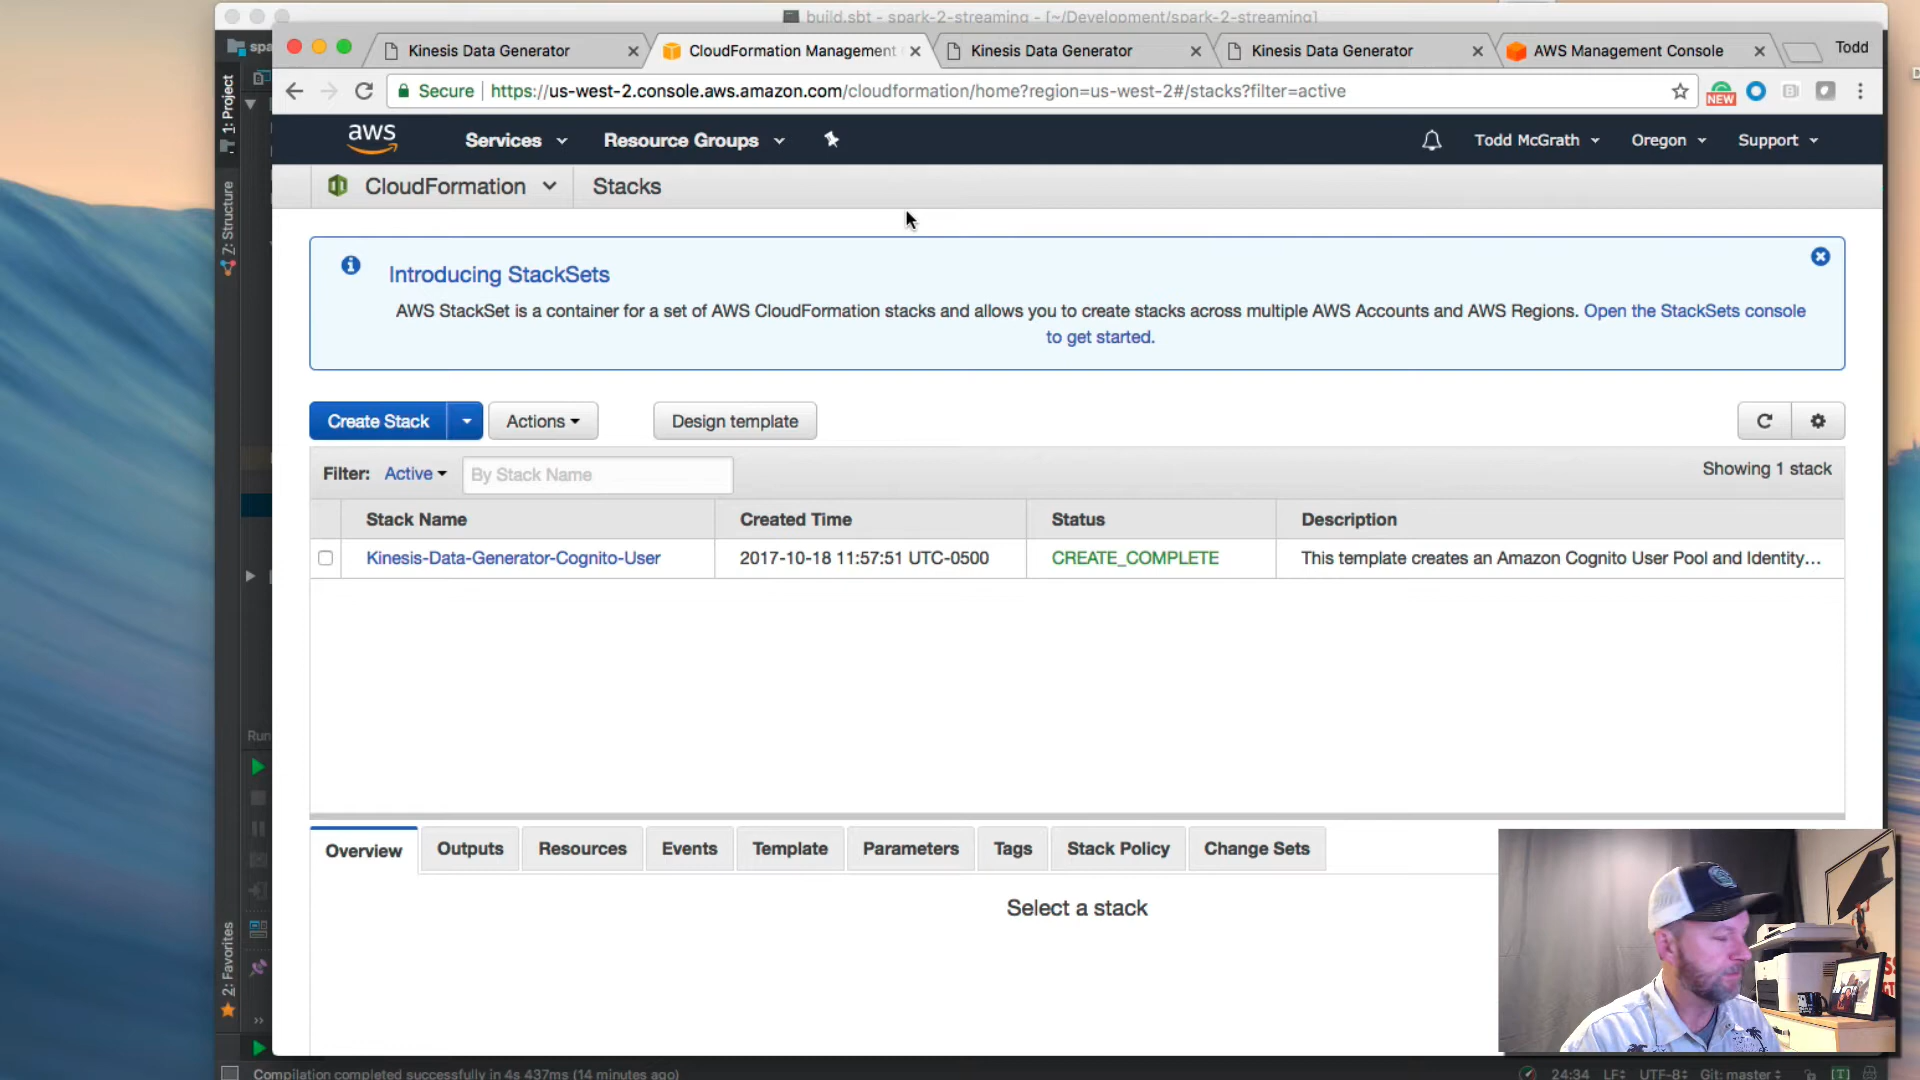 build.sbt - spark-2-streaming - [~/Development/spark-2-streaming]
spa
Kinesis Data Generator
CloudFormation Management
Kinesis Data Generator
Kinesis Data Generator
AWS Management Console
Todd
Secure
https://us-west-2.console.aws.amazon.com/cloudformation/home?region=us-west-2#/stacks?filter=active
NEW
aws
Services
Resource Groups
Todd McGrath
Oregon
Support
CloudFormation
Stacks
1: Project
7: Structure
Introducing StackSets
AWS StackSet is a container for a set of AWS CloudFormation stacks and allows you to create stacks across multiple AWS Accounts and AWS Regions. Open the StackSets console
to get started.
Create Stack
Actions
Design template
Filter: Active
By Stack Name
Showing 1 stack
Stack Name
Created Time
Status
Description
Kinesis-Data-Generator-Cognito-User
2017-10-18 11:57:51 UTC-0500
CREATE_COMPLETE
This template creates an Amazon Cognito User Pool and Identity...
Run
Overview
Outputs
Resources
Events
Template
Parameters
Tags
Stack Policy
Change Sets
Select a stack
2: Favorites
Compilation completed successfully in 4s 437ms (14 minutes ago)
24:34
LF
UTF-8
Git: master
[T]